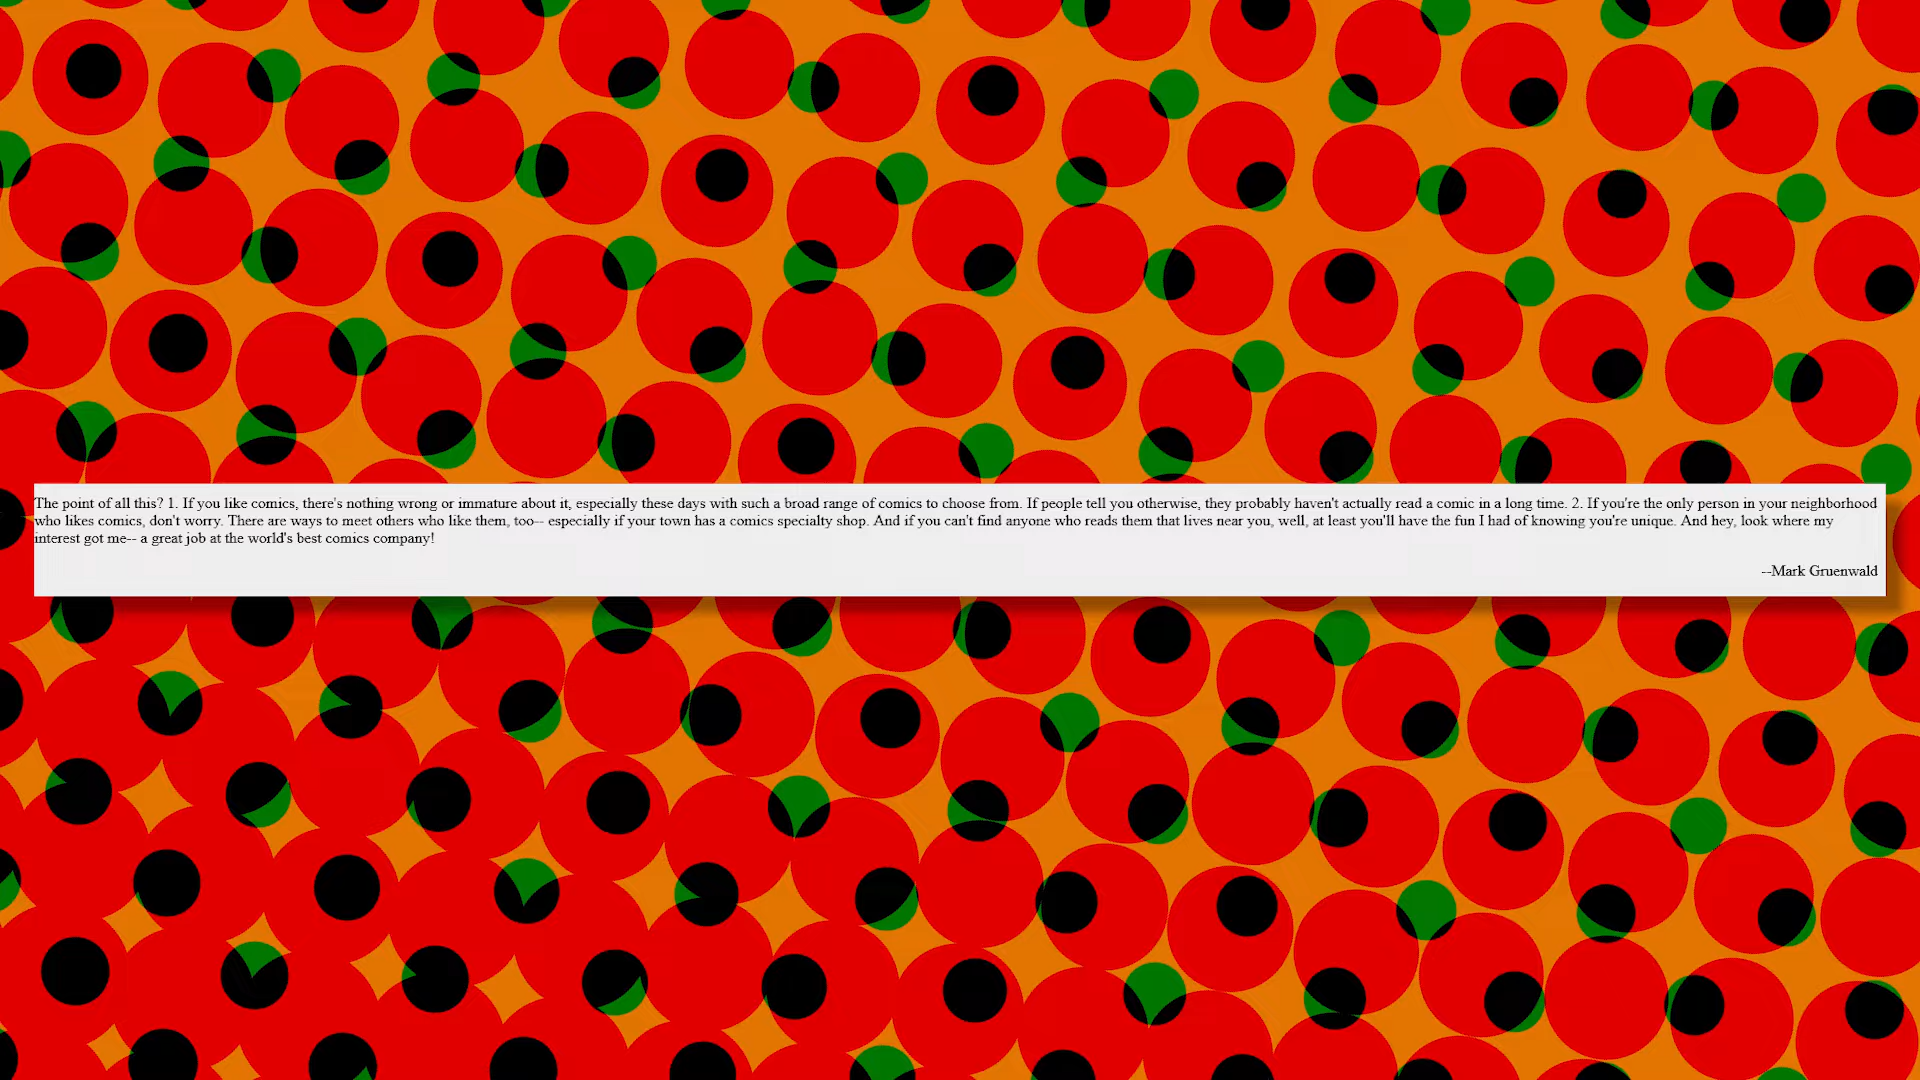 The point of all this? 1. If you like comics, there's nothing wrong or immature about it, especially these days with such a broad range of comics to choose from. If people tell you otherwise, they probably haven't actually read a comic in a long time. 2. If you're the only person in your neighborhood
who likes comics, don't worry. There are ways to meet others who like them, too-- especially if your town has a comics specialty shop. And if you can't find anyone who reads them that lives near you, well, at least you'll have the fun I had of knowing you're unique. And hey, look where my
interest got me-- a great job at the world's best comics company!
--Mark Gruenwald